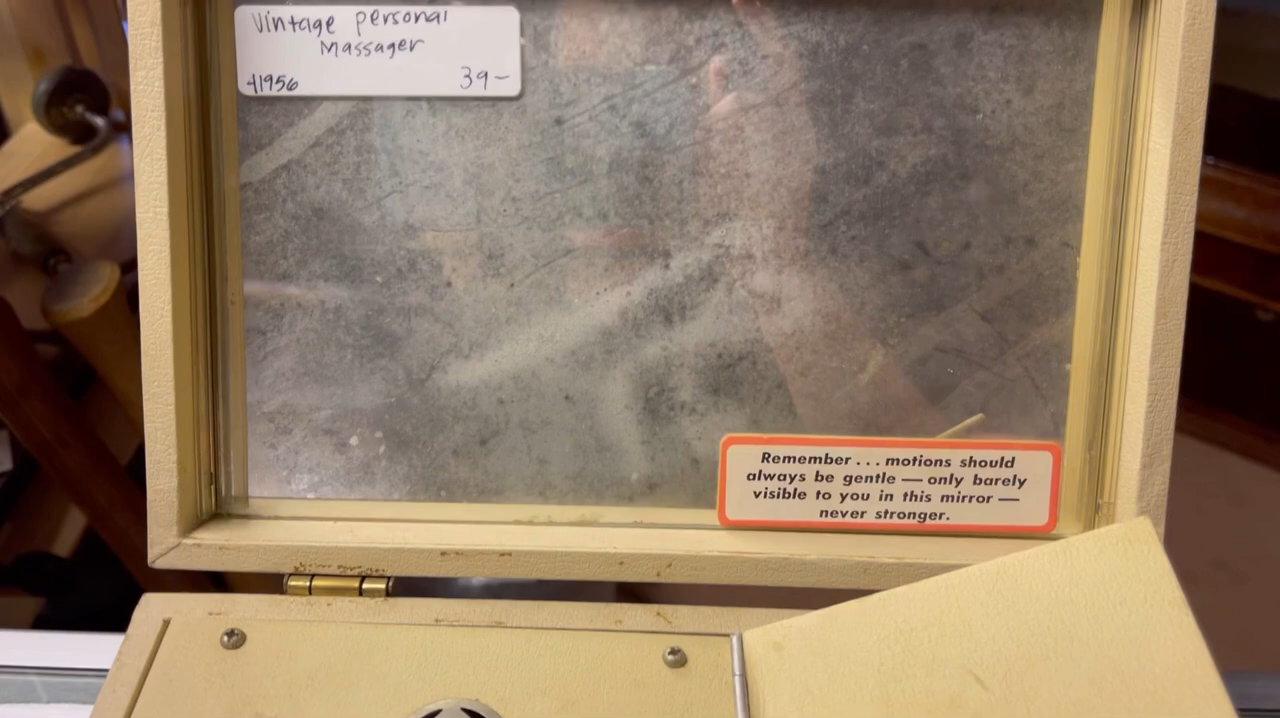 Vintage personal
Massager
41956 39-
Remember... motions should
always be gentle — only barely
visible to you in this mirror —
never stronger.